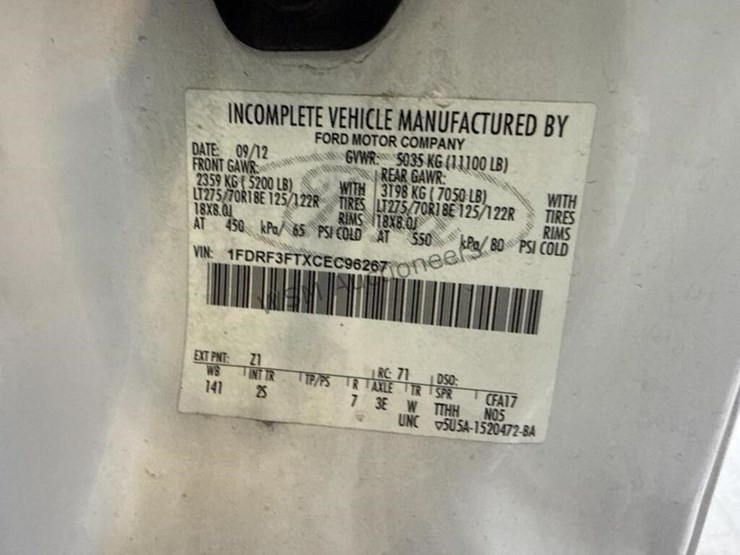 INCOMPLETE VEHICLE MANUFACTURED BY
FORD MOTOR COMPANY
DATE: 09/12 GVWR: 5035 KG (11100 LB)
FRONT GAWR: REAR GAWR:
2359 KG ( 5200 LB) WITH 3198 KG ( 7050 LB) WITH
LT275/70R18E 125/122R TIRES LT275/70R18E 125/122R TIRES
18X8.0J RIMS 18X8.0J RIMS
AT 450 kPa/ 65 PSI COLD AT 550 kPa/ 80 PSI COLD
VIN: 1FDRF3FTXCEC96267
WSM Auctioneers
EXT PNT: Z1 RC: 71 DSO:
WB INT TR TP/PS R AXLE TR SPR CFA17
141 2S 7 3E W TTHH N05
UNC ▽5U5A-1520472-BA